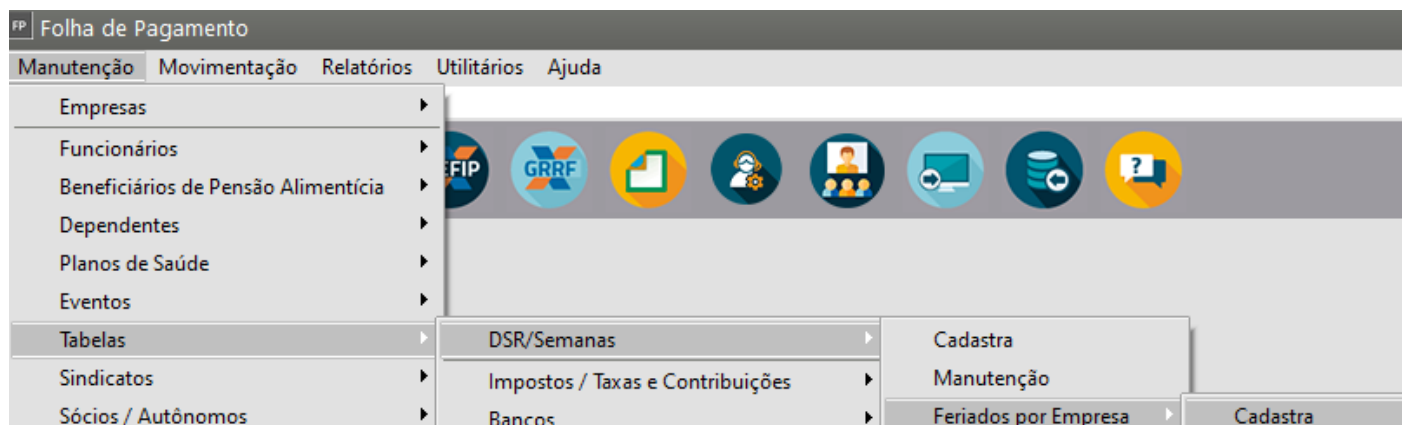 FP Folha de Pagamento
Manutenção Movimentação Relatórios Utilitários Ajuda
Empresas
Funcionários
Beneficiários de Pensão Alimentícia
Dependentes
Planos de Saúde
Eventos
Tabelas
Sindicatos
Sócios / Autônomos
DSR/Semanas
Impostos / Taxas e Contribuições
Bancos
Cadastra
Manutenção
Feriados por Empresa
Cadastra
EFIP
GRRF
?